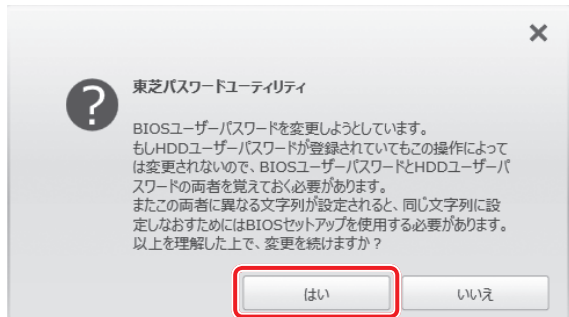 東芝パスワードユーティリティ
BIOSユーザーパスワードを変更しようとしています。
もしHDDユーザーパスワードが登録されていてもこの操作によって
は変更されないので、BIOSユーザーパスワードとHDDユーザーパ
スワードの両者を覚えておく必要があります。
またこの両者に異なる文字列が設定されると、同じ文字列に設
定しなおすためにはBIOSセットアップを使用する必要があります。
以上を理解した上で、変更を続けますか？
はい
いいえ